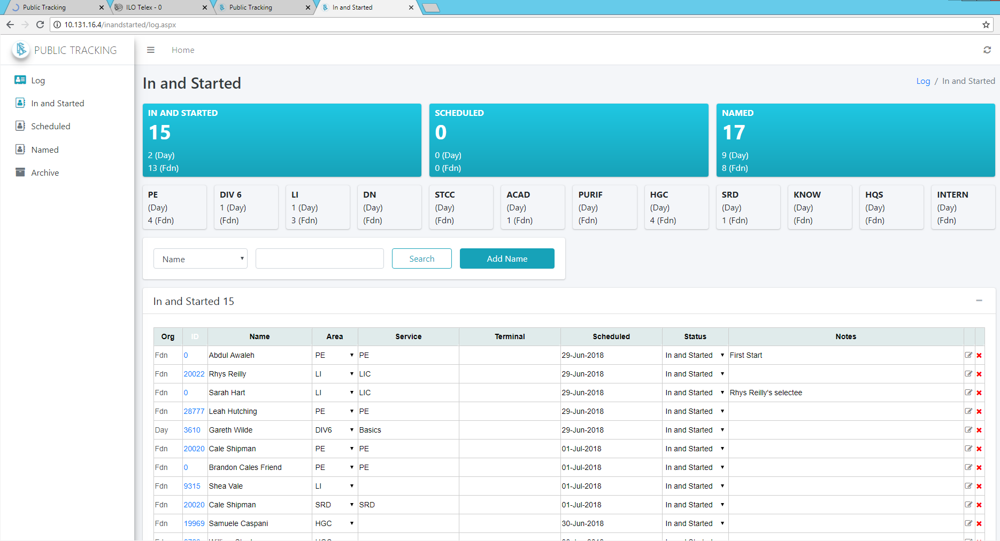 Public Tracking
ILO Telex - 0
Public Tracking
In and Started
10.131.16.4/inandstarted/log.aspx
PUBLIC TRACKING
Home
Log
In and Started
Scheduled
Named
Archive
In and Started
Log / In and Started
IN AND STARTED
15
2 (Day)
13 (Fdn)
SCHEDULED
0
0 (Day)
0 (Fdn)
NAMED
17
9 (Day)
8 (Fdn)
PE
(Day)
4 (Fdn)
DIV 6
1 (Day)
(Fdn)
LI
1 (Day)
3 (Fdn)
DN
(Day)
(Fdn)
STCC
(Day)
(Fdn)
ACAD
(Day)
1 (Fdn)
PURIF
(Day)
(Fdn)
HGC
(Day)
4 (Fdn)
SRD
(Day)
1 (Fdn)
KNOW
(Day)
(Fdn)
HQS
(Day)
(Fdn)
INTERN
(Day)
(Fdn)
Name
Search
Add Name
In and Started 15
Org ID Name Area Service Terminal Scheduled Status Notes
Fdn 0 Abdul Awaleh PE PE 29-Jun-2018 In and Started First Start
Fdn 20022 Rhys Reilly LI LIC 29-Jun-2018 In and Started
Fdn 0 Sarah Hart LI LIC 29-Jun-2018 In and Started Rhys Reilly's selectee
Fdn 28777 Leah Hutching PE PE 29-Jun-2018 In and Started
Day 3610 Gareth Wilde DIV6 Basics 29-Jun-2018 In and Started
Fdn 20020 Cale Shipman PE PE 01-Jul-2018 In and Started
Fdn 0 Brandon Cales Friend PE PE 01-Jul-2018 In and Started
Fdn 9315 Shea Vale LI 01-Jul-2018 In and Started
Fdn 20020 Cale Shipman SRD SRD 01-Jul-2018 In and Started
Fdn 19969 Samuele Caspani HGC 30-Jun-2018 In and Started